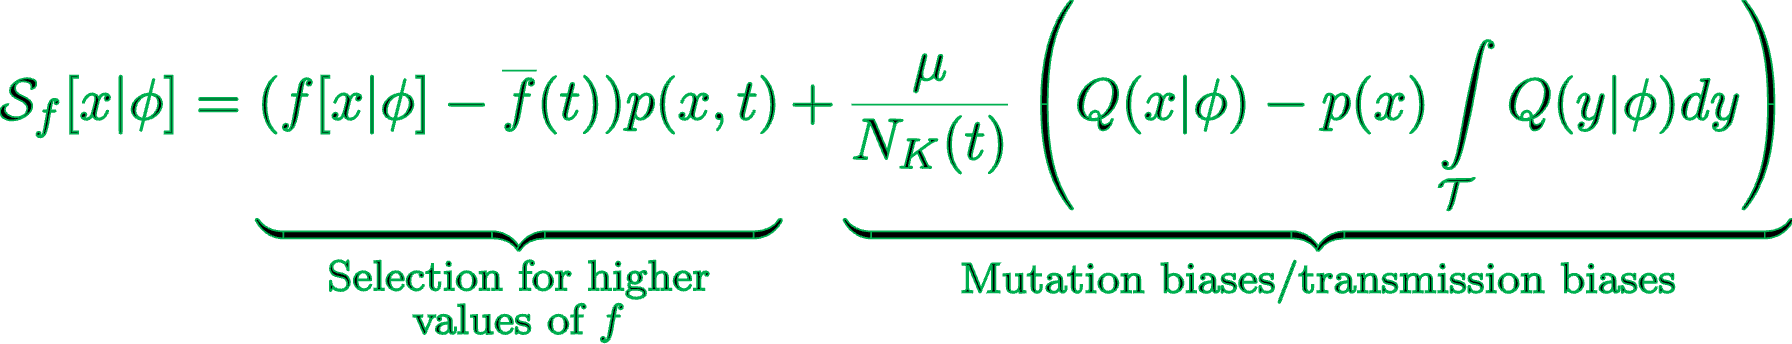 𝒮_f[x|ϕ] = (f[x|ϕ] − f̅(t))p(x, t) + μ/N_K(t) (Q(x|ϕ) − p(x) ∫_𝒯 Q(y|ϕ)dy)
Selection for higher
values of f
Mutation biases/transmission biases